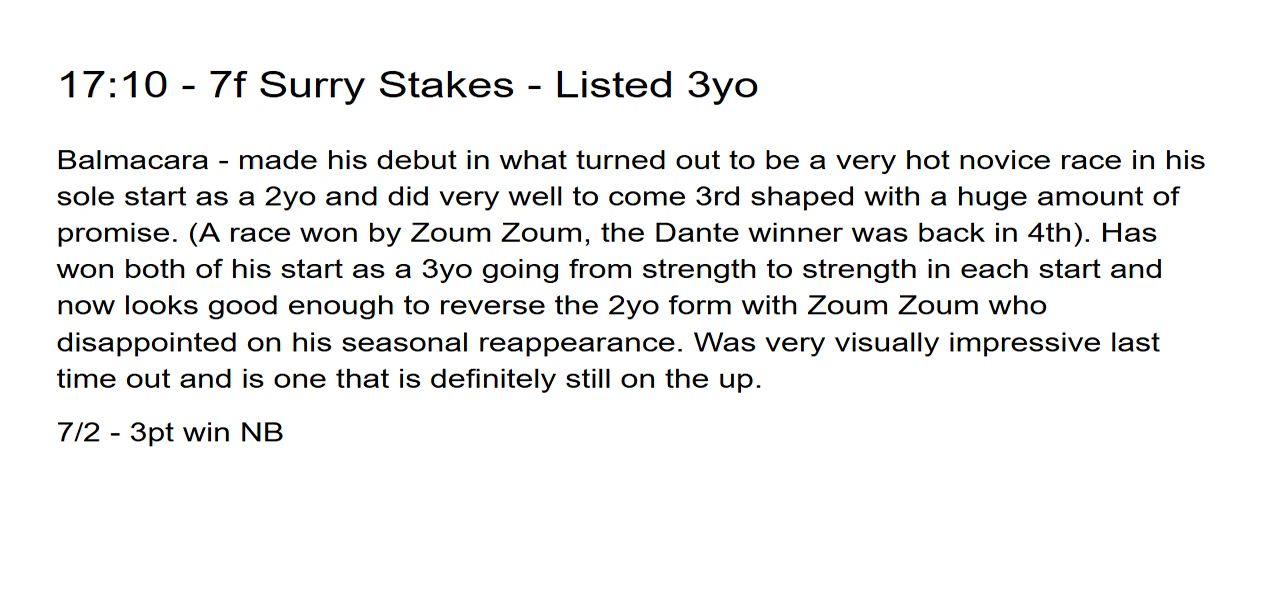 17:10 - 7f Surry Stakes - Listed 3yo
Balmacara - made his debut in what turned out to be a very hot novice race in his
sole start as a 2yo and did very well to come 3rd shaped with a huge amount of
promise. (A race won by Zoum Zoum, the Dante winner was back in 4th). Has
won both of his start as a 3yo going from strength to strength in each start and
now looks good enough to reverse the 2yo form with Zoum Zoum who
disappointed on his seasonal reappearance. Was very visually impressive last
time out and is one that is definitely still on the up.
7/2 - 3pt win NB